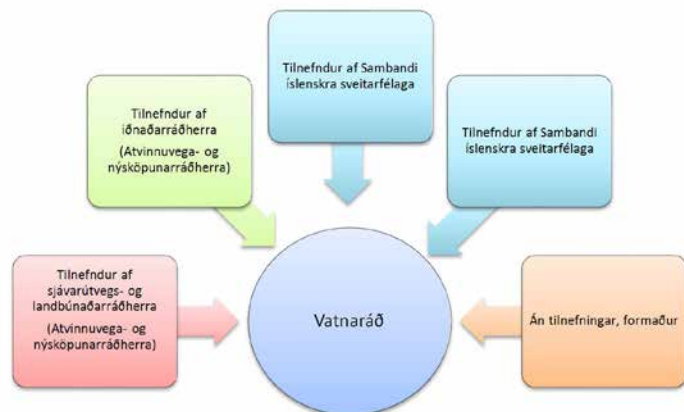 Tilnefndur af Sambandi
íslenskra sveitarfélaga
Tilnefndur af
iðnaðarráðherra
(Atvinnuvega- og
nýsköpunarráðherra)
Tilnefndur af Sambandi
íslenskra sveitarfélaga
Tilnefndur af
sjávarútvegs- og
landbúnaðarráðherra
(Atvinnuvega- og
nýsköpunarráðherra)
Vatnaráð
Án tilnefningar, formaður